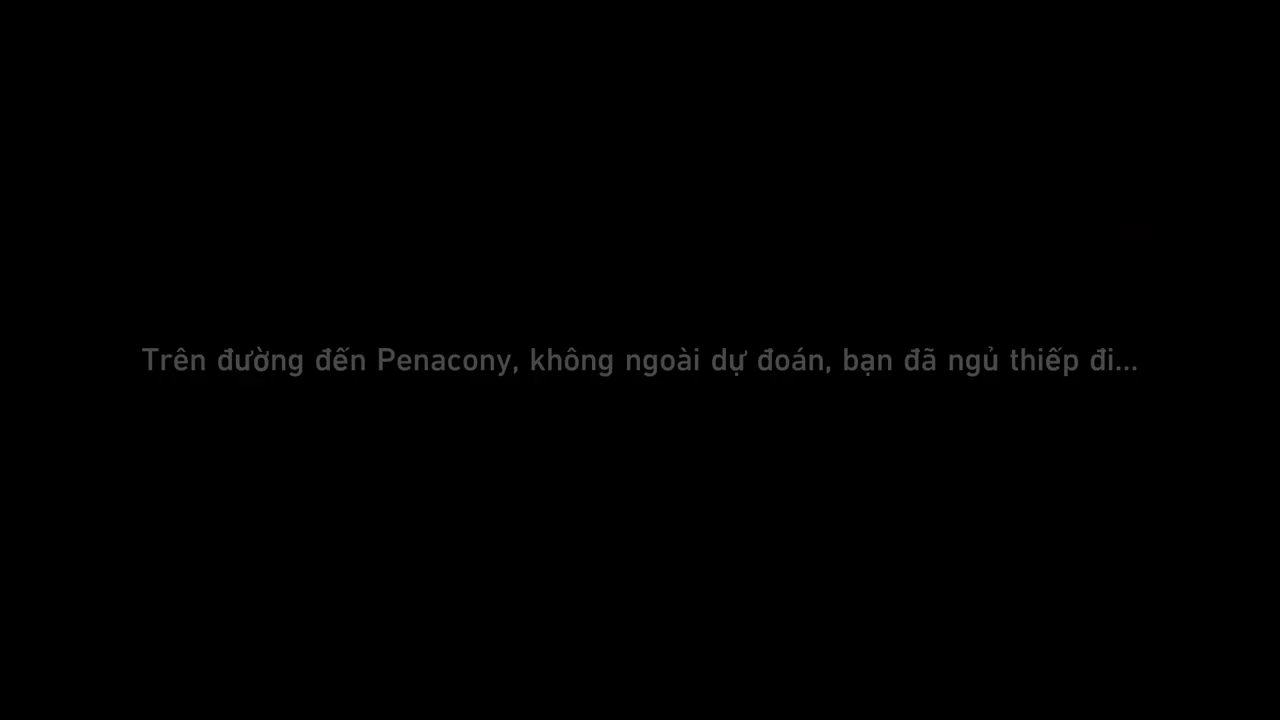 Trên đường đến Penacony, không ngoài dự đoán, bạn đã ngủ thiếp đi...